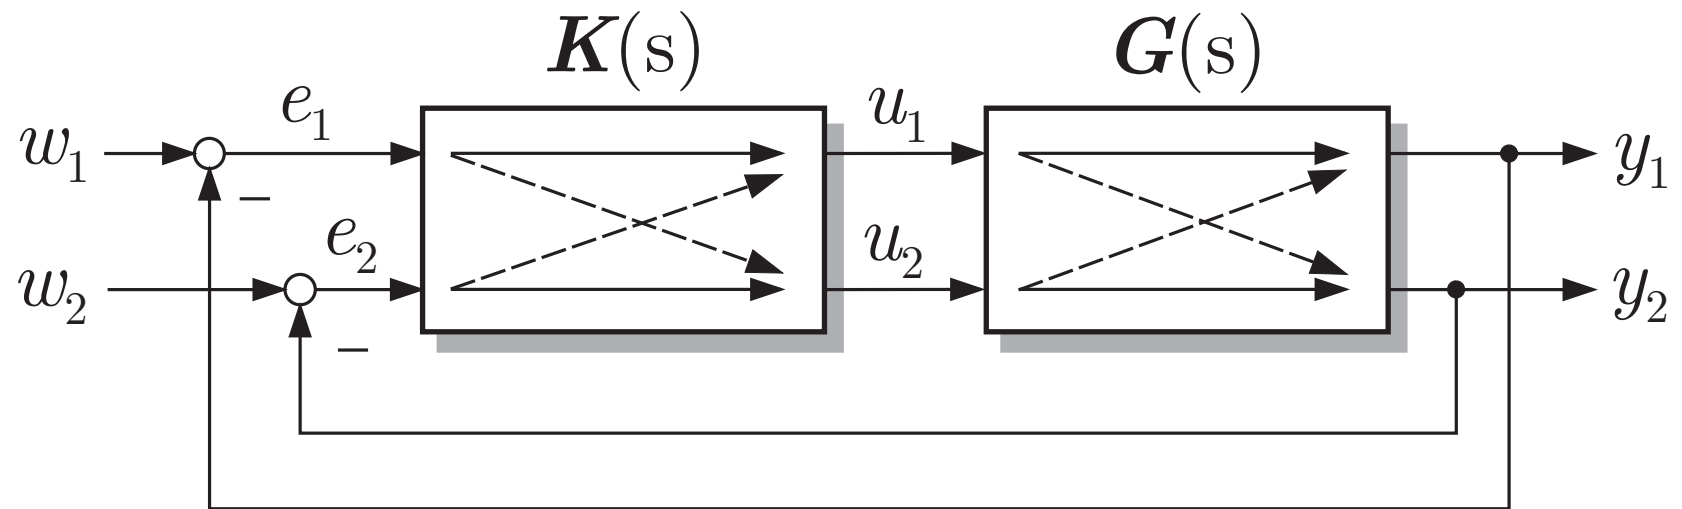 K(s) G(s)
w₁ e₁ u₁ y₁
–
w₂ e₂ u₂ y₂
–